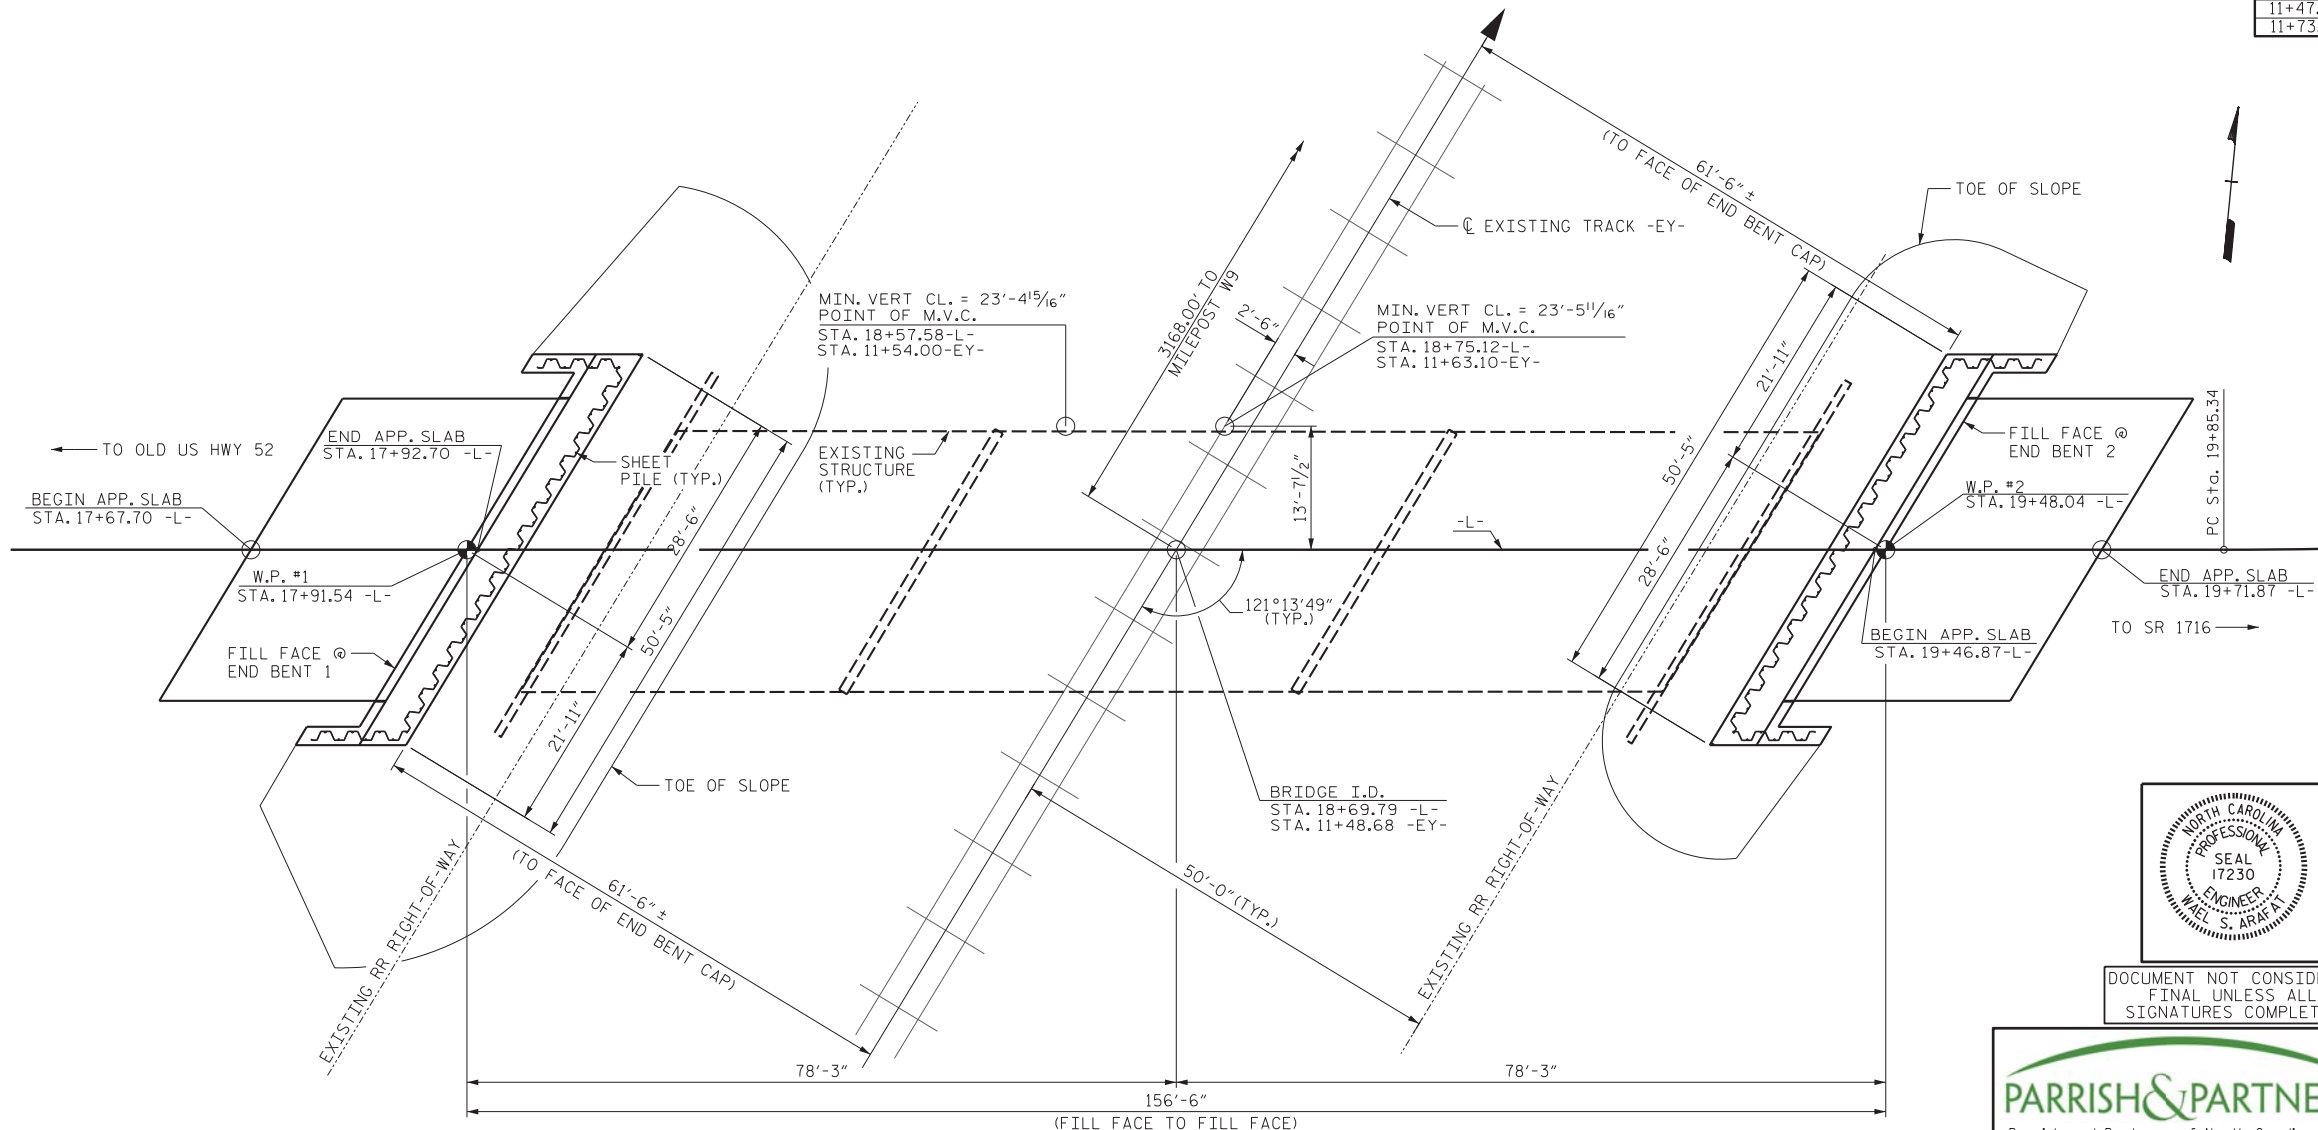 11+47.
11+73.
61'-6" ±
(TO FACE OF END BENT CAP)
TOE OF SLOPE
℄ EXISTING TRACK -EY-
3168.00' TO
MILEPOST W9
2'-6"
MIN. VERT CL. = 23'-4 15/16"
POINT OF M.V.C.
STA. 18+57.58-L-
STA. 11+54.00-EY-
MIN. VERT CL. = 23'-5 11/16"
POINT OF M.V.C.
STA. 18+75.12-L-
STA. 11+63.10-EY-
21'-11"
50'-5"
28'-6"
TO OLD US HWY 52
END APP. SLAB
STA. 17+92.70 -L-
SHEET
PILE (TYP.)
EXISTING
STRUCTURE
(TYP.)
13'-7 1/2"
FILL FACE @
END BENT 2
PC Sta. 19+85.34
BEGIN APP. SLAB
STA. 17+67.70 -L-
W.P. #2
STA. 19+48.04 -L-
-L-
28'-6"
50'-5"
21'-11"
W.P. #1
STA. 17+91.54 -L-
121°13'49"
(TYP.)
END APP. SLAB
STA. 19+71.87 -L-
TO SR 1716
BEGIN APP. SLAB
STA. 19+46.87-L-
FILL FACE @
END BENT 1
TOE OF SLOPE
BRIDGE I.D.
STA. 18+69.79 -L-
STA. 11+48.68 -EY-
61'-6" ±
(TO FACE OF END BENT CAP)
50'-0" (TYP.)
EXISTING RR RIGHT-OF-WAY
EXISTING RR RIGHT-OF-WAY
NORTH CAROLINA
PROFESSIONAL
SEAL
17230
ENGINEER
WAEL S. ARAFAT
DOCUMENT NOT CONSID
FINAL UNLESS ALL
SIGNATURES COMPLET
78'-3"
78'-3"
156'-6"
(FILL FACE TO FILL FACE)
PARRISH&PARTNE